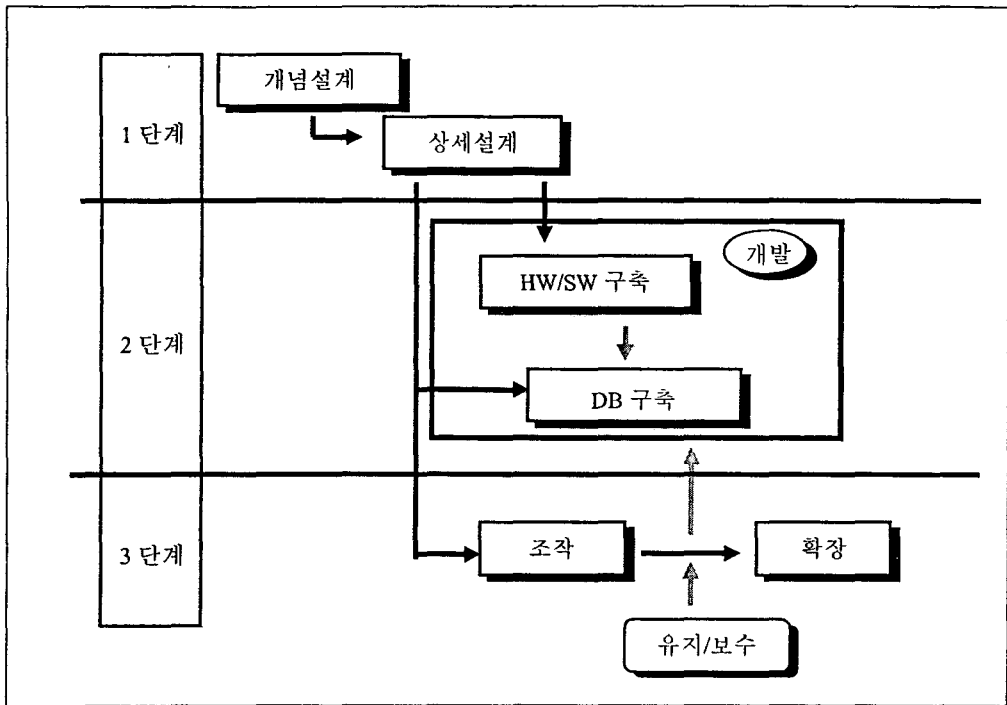 개념설계
1 단계
상세설계
개발
HW/SW 구축
2 단계
DB 구축
3 단계
조작
확장
유지/보수